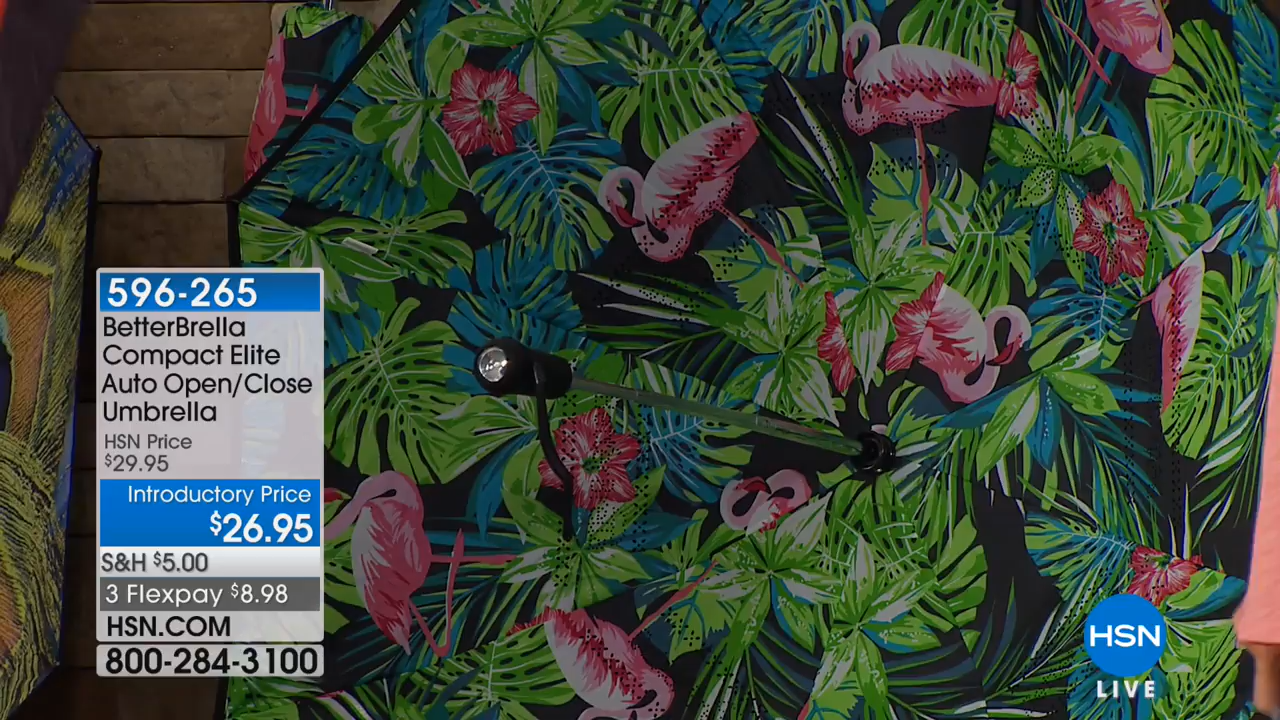 596-265
BetterBrella
Compact Elite
Auto Open/Close
Umbrella
HSN Price
$29.95
Introductory Price
$26.95
S&H $5.00
3 Flexpay $8.98
HSN.COM
800-284-3100
HSN
LIVE